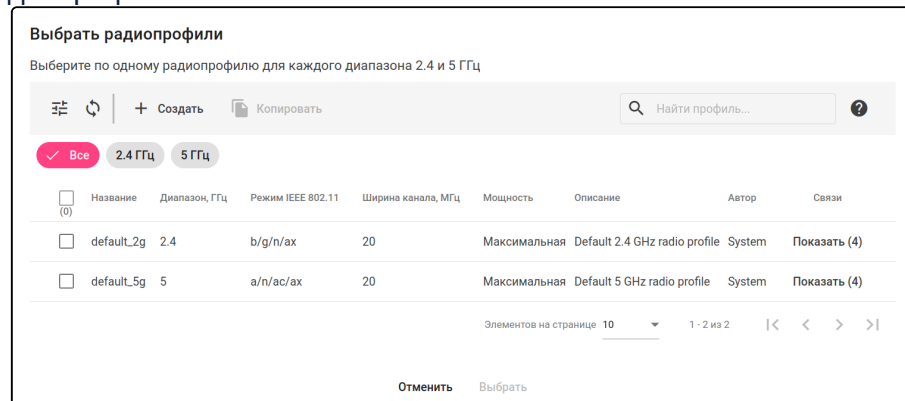 Выбрать радиопрофили
Выберите по одному радиопрофилю для каждого диапазона 2.4 и 5 ГГц
Создать Копировать Найти профиль...
Все 2.4 ГГц 5 ГГц
(0) Название Диапазон, ГГц Режим IEEE 802.11 Ширина канала, МГц Мощность Описание Автор Связи
default_2g 2.4 b/g/n/ax 20 Максимальная Default 2.4 GHz radio profile System Показать (4)
default_5g 5 a/n/ac/ax 20 Максимальная Default 5 GHz radio profile System Показать (4)
Элементов на странице 10 1 - 2 из 2
Отменить Выбрать